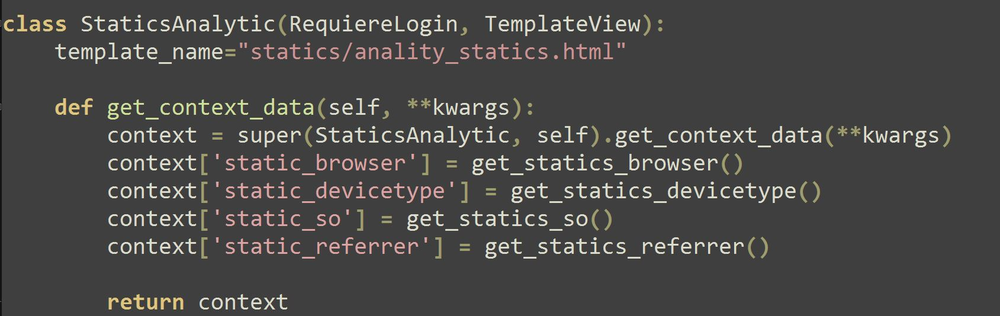 class StaticsAnalytic(RequiereLogin, TemplateView):
    template_name="statics/anality_statics.html"

    def get_context_data(self, **kwargs):
        context = super(StaticsAnalytic, self).get_context_data(**kwargs)
        context['static_browser'] = get_statics_browser()
        context['static_devicetype'] = get_statics_devicetype()
        context['static_so'] = get_statics_so()
        context['static_referrer'] = get_statics_referrer()

        return context